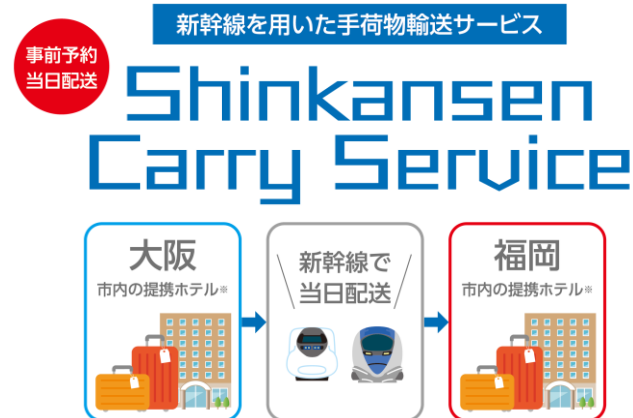 新幹線を用いた手荷物輸送サービス
事前予約
当日配送
Shinkansen
Carry Service
大阪
市内の提携ホテル※
新幹線で
当日配送
福岡
市内の提携ホテル※